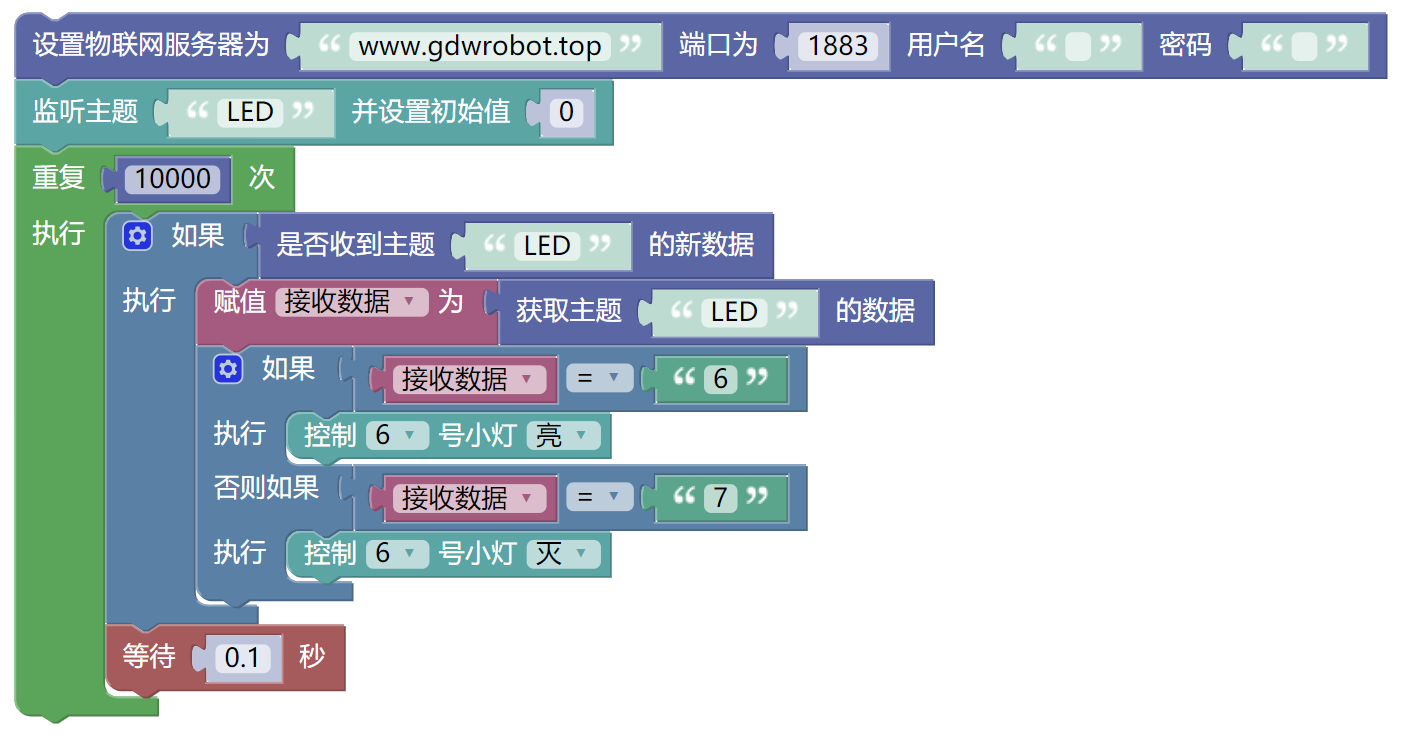 设置物联网服务器为 “ www.gdwrobot.top ” 端口为 1883 用户名 “ ” 密码 “ ”
监听主题 “ LED ” 并设置初始值 0
重复 10000 次
执行 如果 是否收到主题 “ LED ” 的新数据
执行 赋值 接收数据 为 获取主题 “ LED ” 的数据
如果 接收数据 = “ 6 ”
执行 控制 6 号小灯 亮
否则如果 接收数据 = “ 7 ”
执行 控制 6 号小灯 灭
等待 0.1 秒